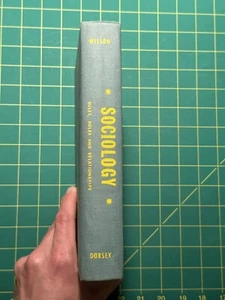 WILSON
SOCIOLOGY
RULES, ROLES AND RELATIONSHIPS
DORSEY